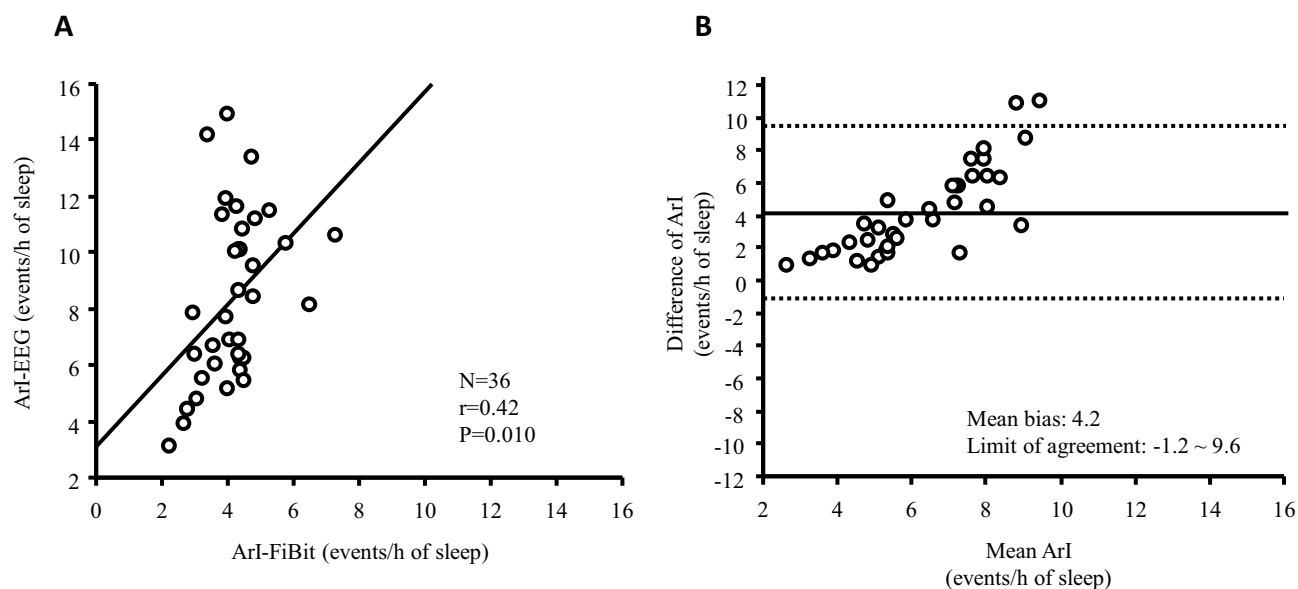 A
16
14
12
10
8
6
4
2
ArI-EEG (events/h of sleep)
0 2 4 6 8 10 12 14 16
ArI-FiBit (events/h of sleep)
N=36
r=0.42
P=0.010
B
12
10
8
6
4
2
0
-2
-4
-6
-8
-10
-12
Difference of ArI
(events/h of sleep)
2 4 6 8 10 12 14 16
Mean ArI
(events/h of sleep)
Mean bias: 4.2
Limit of agreement: -1.2 ~ 9.6